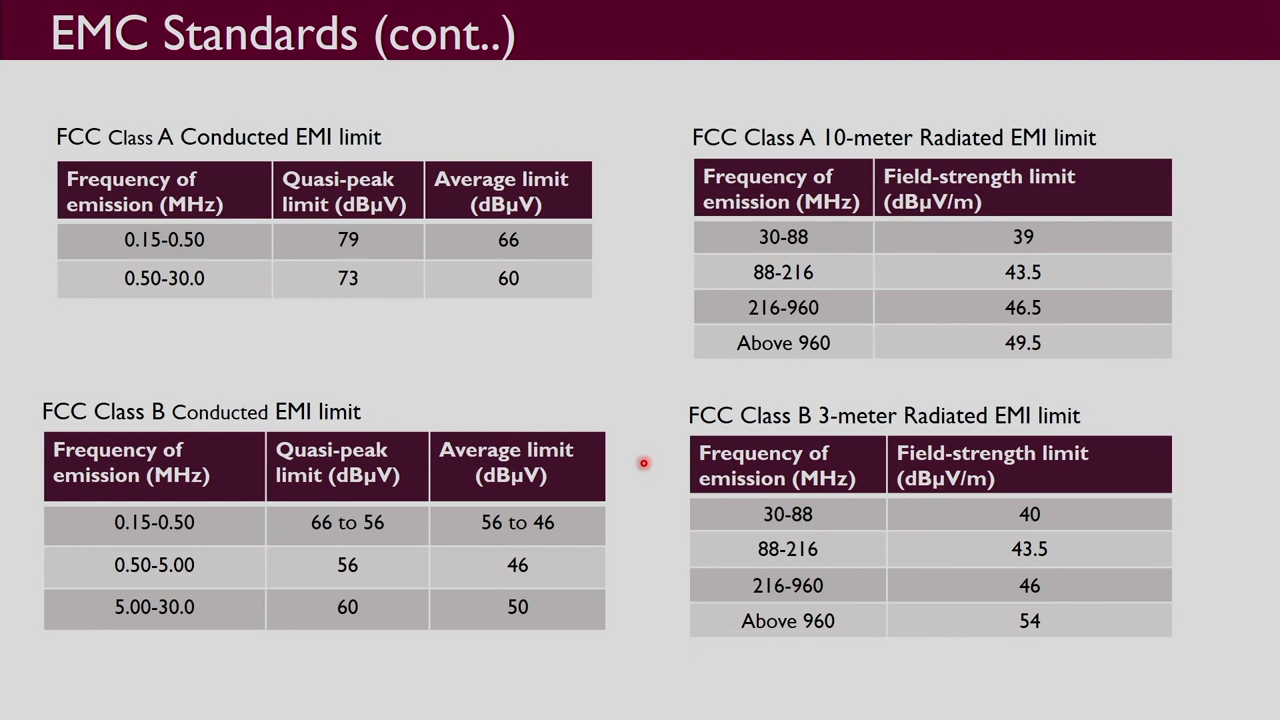 EMC Standards (cont..)
FCC Class A Conducted EMI limit
Frequency of emission (MHz) Quasi-peak limit (dBµV) Average limit (dBµV)
0.15-0.50 79 66
0.50-30.0 73 60
FCC Class A 10-meter Radiated EMI limit
Frequency of emission (MHz) Field-strength limit (dBµV/m)
30-88 39
88-216 43.5
216-960 46.5
Above 960 49.5
FCC Class B Conducted EMI limit
Frequency of emission (MHz) Quasi-peak limit (dBµV) Average limit (dBµV)
0.15-0.50 66 to 56 56 to 46
0.50-5.00 56 46
5.00-30.0 60 50
FCC Class B 3-meter Radiated EMI limit
Frequency of emission (MHz) Field-strength limit (dBµV/m)
30-88 40
88-216 43.5
216-960 46
Above 960 54